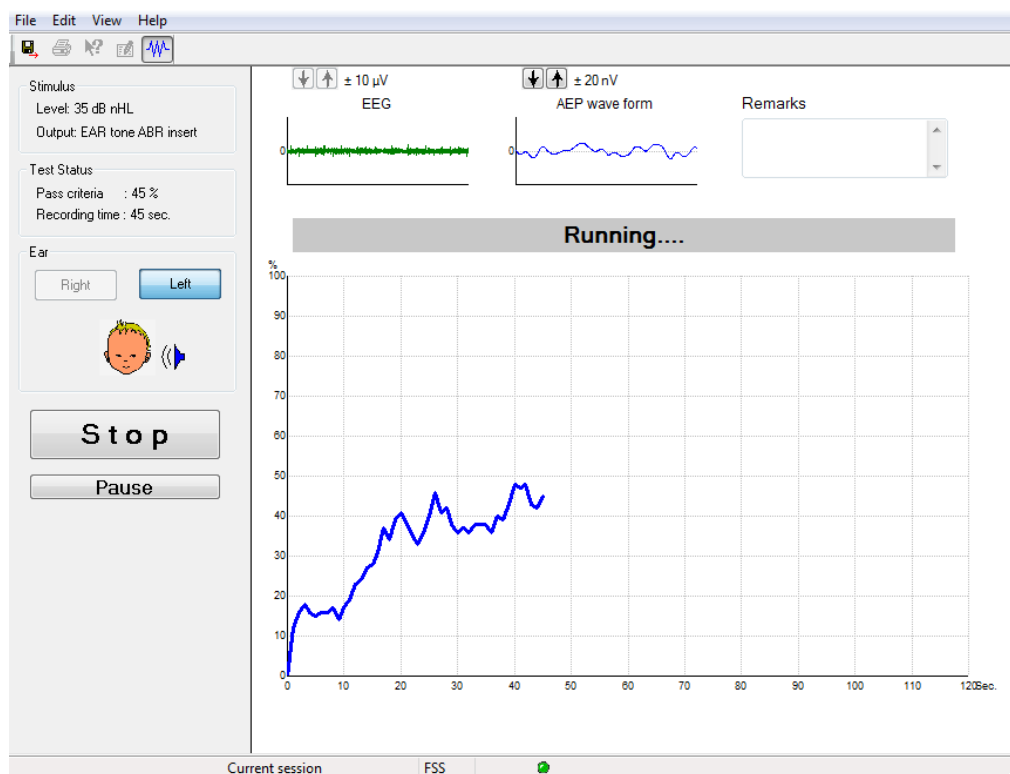 File Edit View Help
Stimulus
Level: 35 dB nHL
Output: EAR tone ABR insert
Test Status
Pass criteria : 45 %
Recording time : 45 sec.
Ear
Right Left
Stop
Pause
± 10 µV
EEG
0
± 20 nV
AEP wave form
0
Remarks
Running....
%
100
90
80
70
60
50
40
30
20
10
0
0 10 20 30 40 50 60 70 80 90 100 110 120 Sec.
Current session FSS